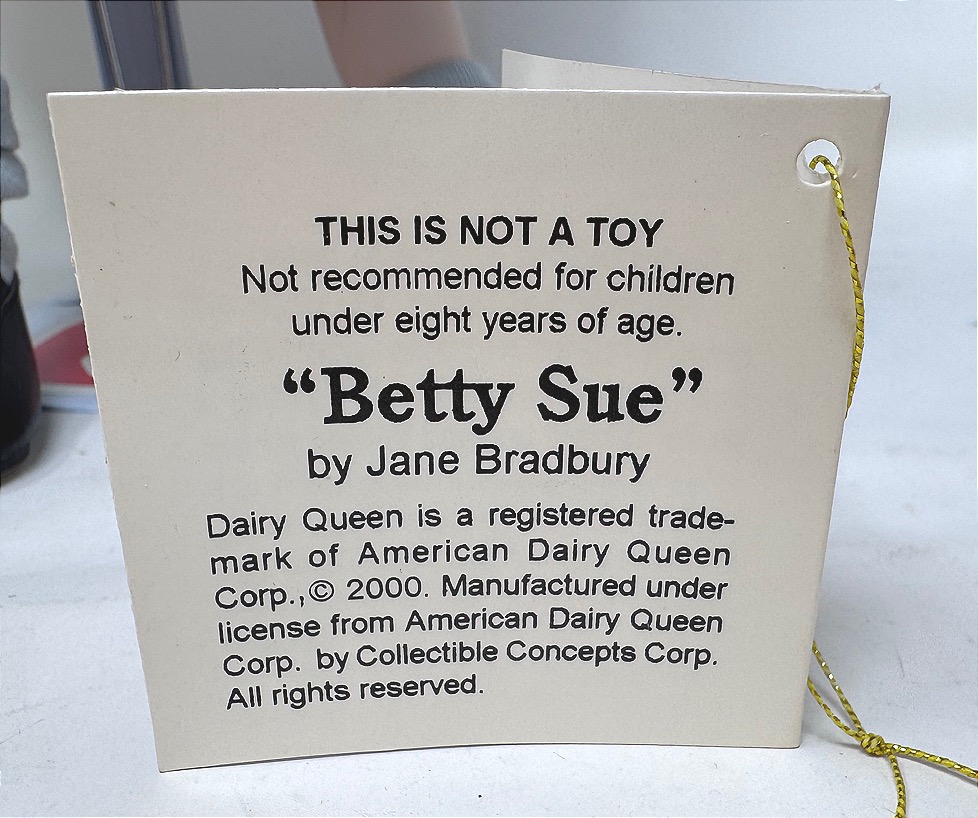 THIS IS NOT A TOY
Not recommended for children
under eight years of age.
“Betty Sue”
by Jane Bradbury
Dairy Queen is a registered trade-
mark of American Dairy Queen
Corp.,© 2000. Manufactured under
license from American Dairy Queen
Corp. by Collectible Concepts Corp.
All rights reserved.